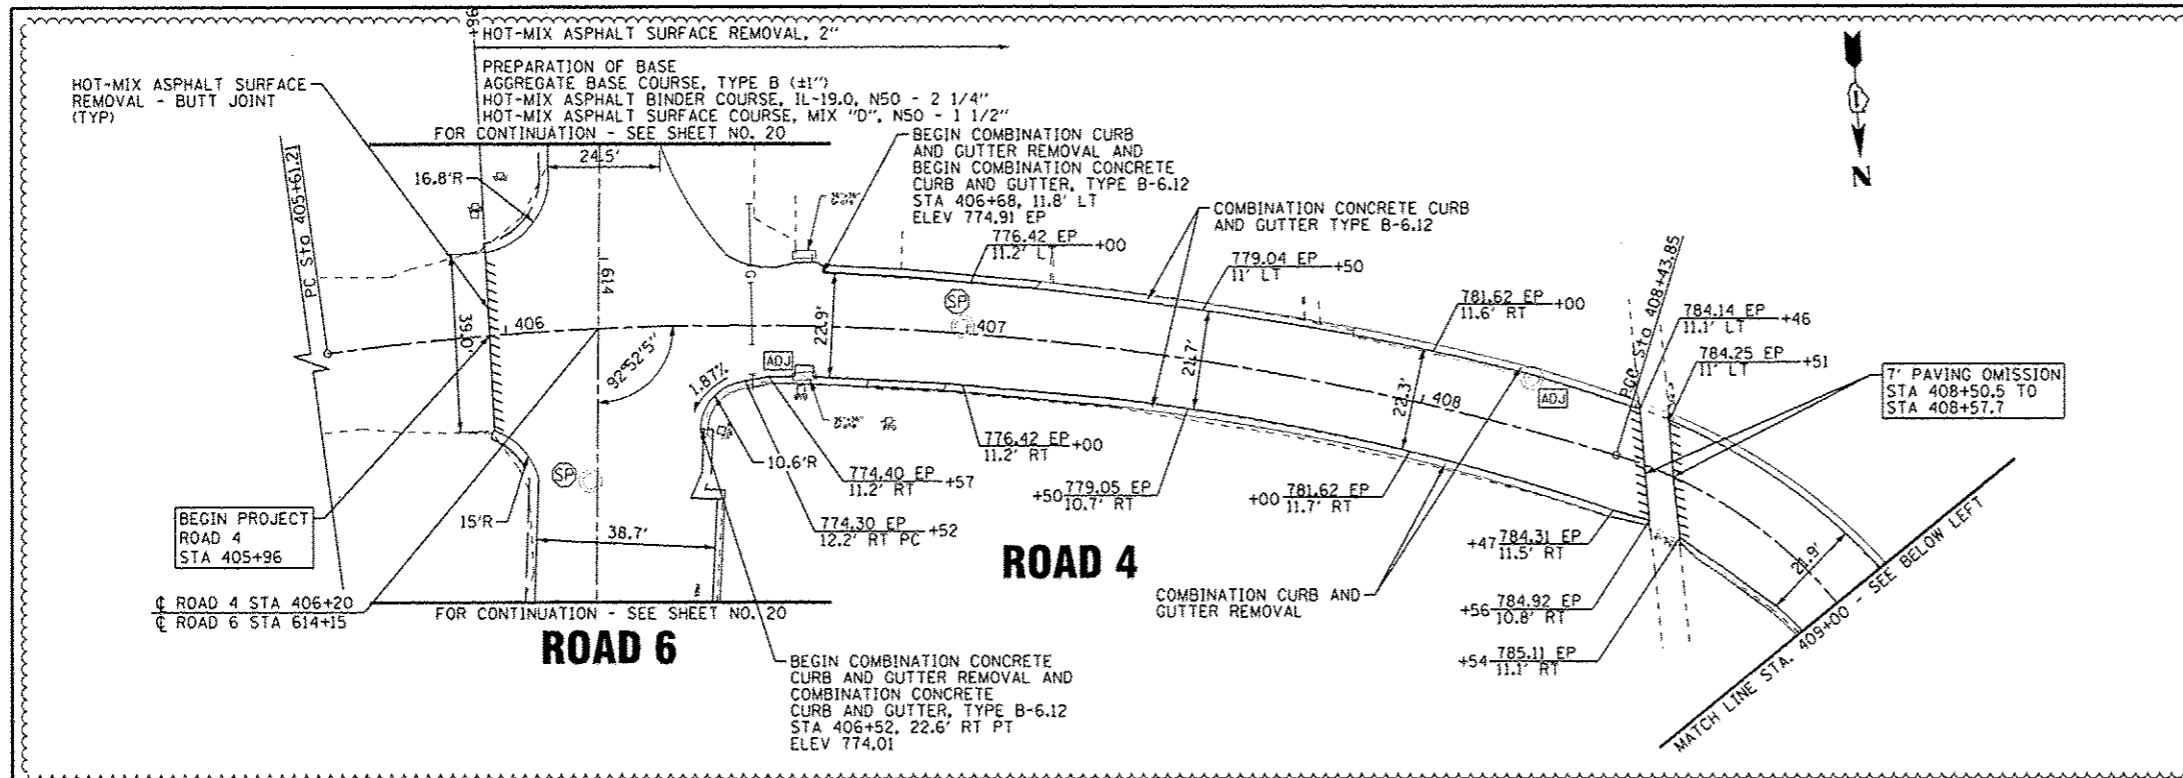 +96
HOT-MIX ASPHALT SURFACE REMOVAL, 2"
PREPARATION OF BASE
AGGREGATE BASE COURSE, TYPE B (±1")
HOT-MIX ASPHALT BINDER COURSE, IL-19.0, N50 - 2 1/4"
HOT-MIX ASPHALT SURFACE COURSE, MIX "D", N50 - 1 1/2"
FOR CONTINUATION - SEE SHEET NO. 20
HOT-MIX ASPHALT SURFACE
REMOVAL - BUTT JOINT
(TYP)
PC Sta 405+61.21
24.5'
16.8'R
614
G
39.0'
406
92°52'5"
BEGIN COMBINATION CURB
AND GUTTER REMOVAL AND
BEGIN COMBINATION CONCRETE
CURB AND GUTTER, TYPE B-6.12
STA 406+68, 11.8' LT
ELEV 774.91 EP
776.42 EP +00
11.2' LT
COMBINATION CONCRETE CURB
AND GUTTER TYPE B-6.12
779.04 EP +50
11' LT
781.62 EP +00
11.6' RT
PCC Sta 408+43.85
784.14 EP +46
11.1' LT
784.25 EP +51
11' LT
7' PAVING OMISSION
STA 408+50.5 TO
STA 408+57.7
N
SP
407
22.9'
21.7'
22.3'
408
ADJ
ADJ
1.87%
10.6'R
774.40 EP +57
11.2' RT
774.30 EP +52
12.2' RT PC
776.42 EP +00
11.2' RT
+50 779.05 EP
10.7' RT
+00 781.62 EP
11.7' RT
+47 784.31 EP
11.5' RT
+56 784.92 EP
10.8' RT
+54 785.11 EP
11.1' RT
21.9'
MATCH LINE STA. 409+00 - SEE BELOW LEFT
SP
15'R
38.7'
BEGIN PROJECT
ROAD 4
STA 405+96
℄ ROAD 4 STA 406+20
℄ ROAD 6 STA 614+15
FOR CONTINUATION - SEE SHEET NO. 20
ROAD 4
ROAD 6
COMBINATION CURB AND
GUTTER REMOVAL
BEGIN COMBINATION CONCRETE
CURB AND GUTTER REMOVAL AND
COMBINATION CONCRETE
CURB AND GUTTER, TYPE B-6.12
STA 406+52, 22.6' RT PT
ELEV 774.01